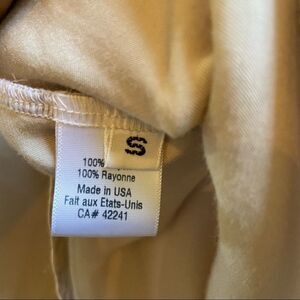 S
100%
100% Rayonne
Made in USA
Fait aux Etats-Unis
CA# 42241